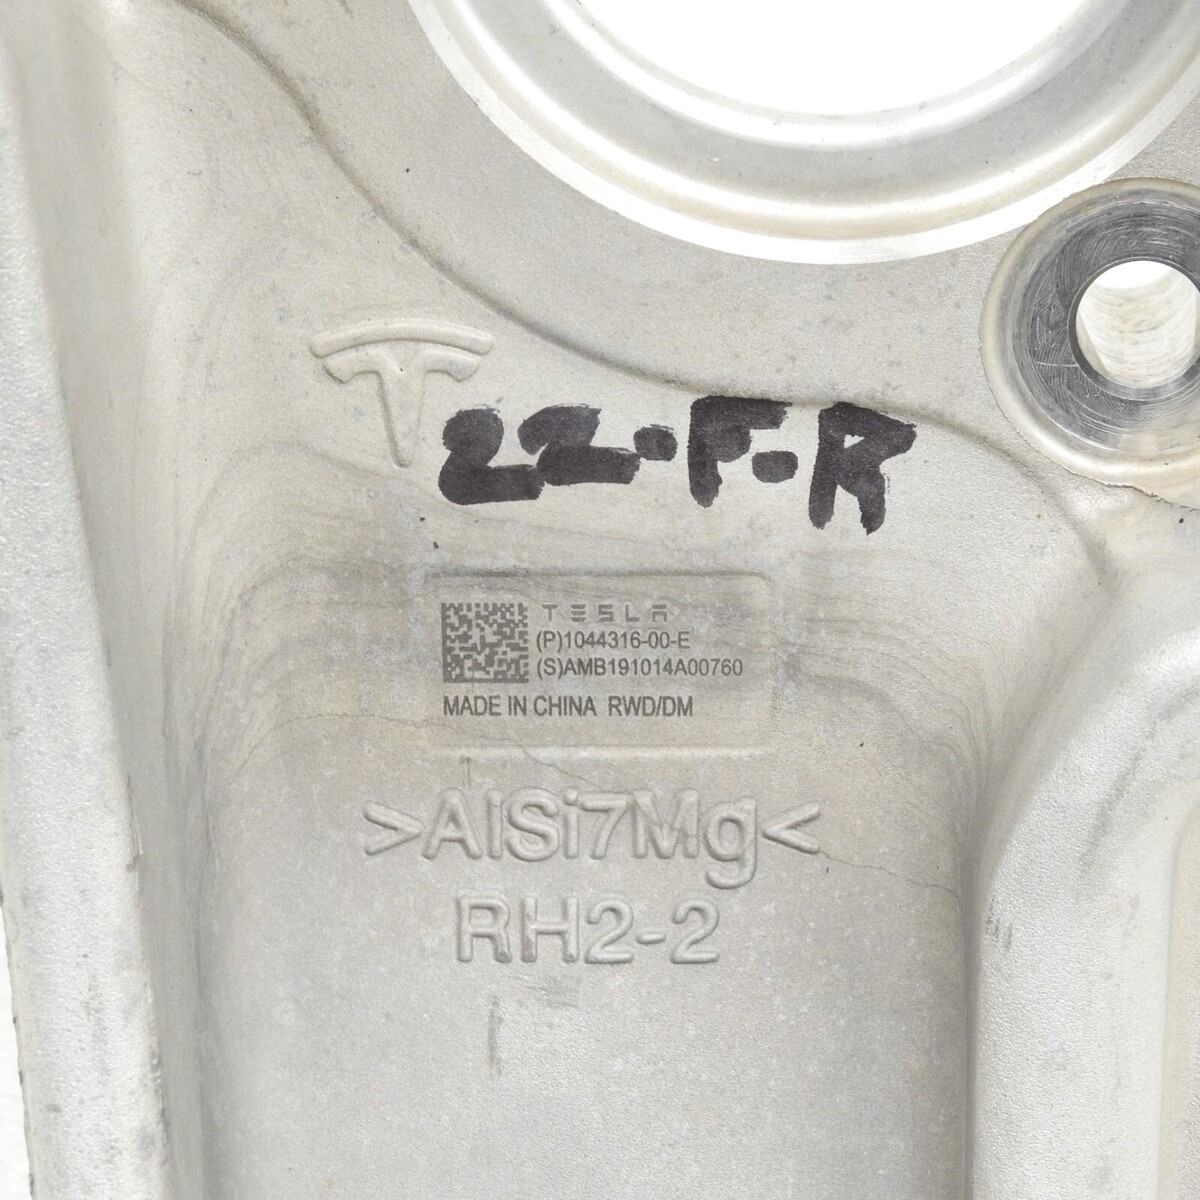 22-F-R
TESLA
(P)1044316-00-E
(S)AMB191014A00760
MADE IN CHINA RWD/DM
>AlSi7Mg<
RH2-2